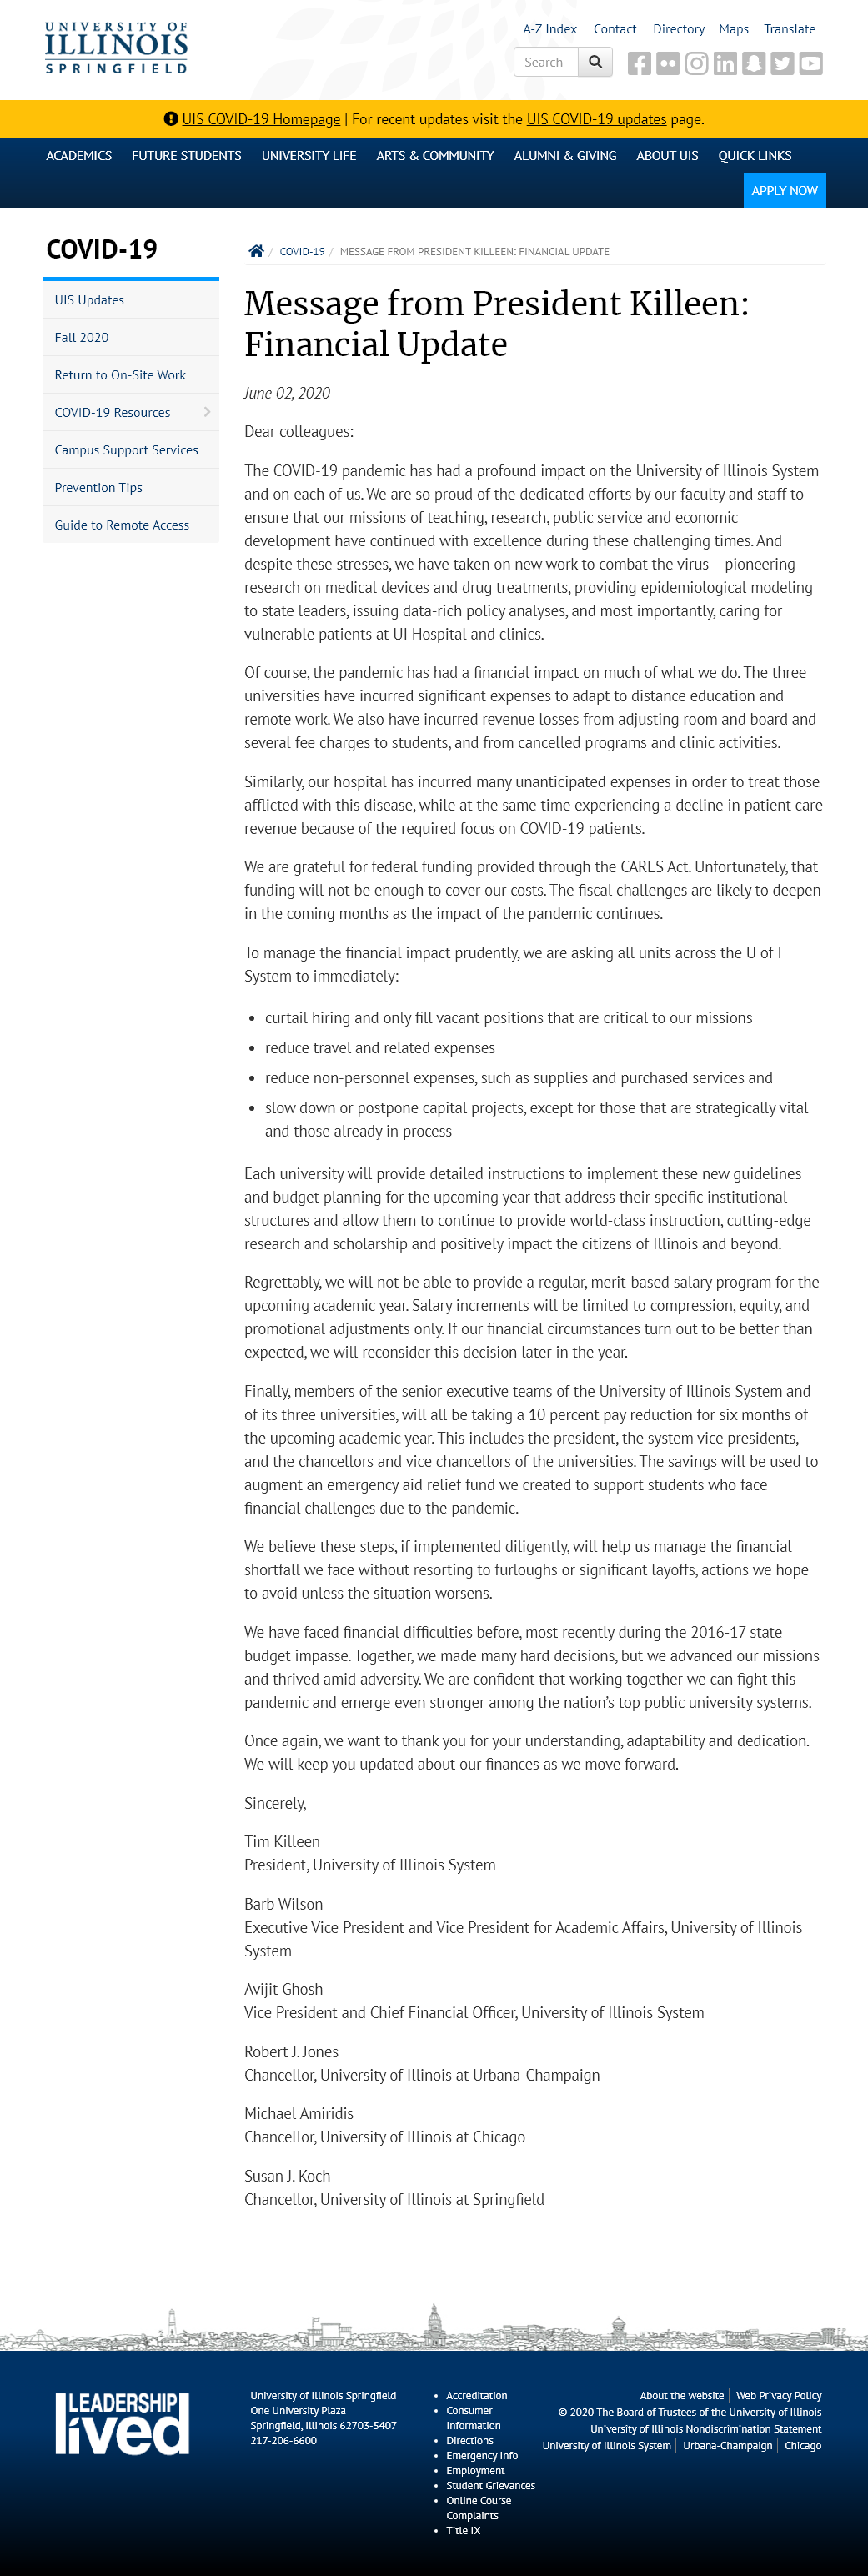 UNIVERSITY OF
ILLINOIS
SPRINGFIELD
A-Z Index Contact Directory Maps Translate
Search
UIS COVID-19 Homepage | For recent updates visit the UIS COVID-19 updates page.
ACADEMICS FUTURE STUDENTS UNIVERSITY LIFE ARTS & COMMUNITY ALUMNI & GIVING ABOUT UIS QUICK LINKS
APPLY NOW
COVID-19
UIS Updates
Fall 2020
Return to On-Site Work
COVID-19 Resources
Campus Support Services
Prevention Tips
Guide to Remote Access
/ COVID-19 / MESSAGE FROM PRESIDENT KILLEEN: FINANCIAL UPDATE
Message from President Killeen:
Financial Update
June 02, 2020
Dear colleagues:
The COVID-19 pandemic has had a profound impact on the University of Illinois System
and on each of us. We are so proud of the dedicated efforts by our faculty and staff to
ensure that our missions of teaching, research, public service and economic
development have continued with excellence during these challenging times. And
despite these stresses, we have taken on new work to combat the virus – pioneering
research on medical devices and drug treatments, providing epidemiological modeling
to state leaders, issuing data-rich policy analyses, and most importantly, caring for
vulnerable patients at UI Hospital and clinics.
Of course, the pandemic has had a financial impact on much of what we do. The three
universities have incurred significant expenses to adapt to distance education and
remote work. We also have incurred revenue losses from adjusting room and board and
several fee charges to students, and from cancelled programs and clinic activities.
Similarly, our hospital has incurred many unanticipated expenses in order to treat those
afflicted with this disease, while at the same time experiencing a decline in patient care
revenue because of the required focus on COVID-19 patients.
We are grateful for federal funding provided through the CARES Act. Unfortunately, that
funding will not be enough to cover our costs. The fiscal challenges are likely to deepen
in the coming months as the impact of the pandemic continues.
To manage the financial impact prudently, we are asking all units across the U of I
System to immediately:
• curtail hiring and only fill vacant positions that are critical to our missions
• reduce travel and related expenses
• reduce non-personnel expenses, such as supplies and purchased services and
• slow down or postpone capital projects, except for those that are strategically vital
and those already in process
Each university will provide detailed instructions to implement these new guidelines
and budget planning for the upcoming year that address their specific institutional
structures and allow them to continue to provide world-class instruction, cutting-edge
research and scholarship and positively impact the citizens of Illinois and beyond.
Regrettably, we will not be able to provide a regular, merit-based salary program for the
upcoming academic year. Salary increments will be limited to compression, equity, and
promotional adjustments only. If our financial circumstances turn out to be better than
expected, we will reconsider this decision later in the year.
Finally, members of the senior executive teams of the University of Illinois System and
of its three universities, will all be taking a 10 percent pay reduction for six months of
the upcoming academic year. This includes the president, the system vice presidents,
and the chancellors and vice chancellors of the universities. The savings will be used to
augment an emergency aid relief fund we created to support students who face
financial challenges due to the pandemic.
We believe these steps, if implemented diligently, will help us manage the financial
shortfall we face without resorting to furloughs or significant layoffs, actions we hope
to avoid unless the situation worsens.
We have faced financial difficulties before, most recently during the 2016-17 state
budget impasse. Together, we made many hard decisions, but we advanced our missions
and thrived amid adversity. We are confident that working together we can fight this
pandemic and emerge even stronger among the nation’s top public university systems.
Once again, we want to thank you for your understanding, adaptability and dedication.
We will keep you updated about our finances as we move forward.
Sincerely,
Tim Killeen
President, University of Illinois System
Barb Wilson
Executive Vice President and Vice President for Academic Affairs, University of Illinois
System
Avijit Ghosh
Vice President and Chief Financial Officer, University of Illinois System
Robert J. Jones
Chancellor, University of Illinois at Urbana-Champaign
Michael Amiridis
Chancellor, University of Illinois at Chicago
Susan J. Koch
Chancellor, University of Illinois at Springfield
LEADERSHIP
lived
University of Illinois Springfield
One University Plaza
Springfield, Illinois 62703-5407
217-206-6600
• Accreditation
• Consumer
Information
• Directions
• Emergency Info
• Employment
• Student Grievances
• Online Course
Complaints
• Title IX
About the website | Web Privacy Policy
© 2020 The Board of Trustees of the University of Illinois
University of Illinois Nondiscrimination Statement
University of Illinois System | Urbana-Champaign | Chicago